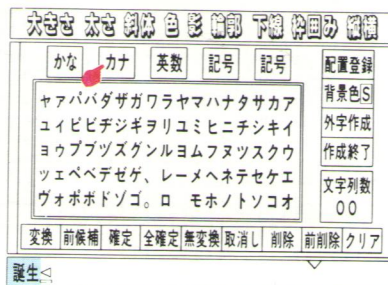 大きさ 太さ 斜体 色 影 輪郭 下線 枠囲み 縦横
かな カナ 英数 記号 記号 配置登録
背景色S
外字作成
作成終了
文字列数
00
ャァパバダザガワラヤマハナタサカア
ュィピビヂジギヲリユミヒニチシキイ
ョゥプブヅズグンルヨムフヌツスクウ
ッェペベデゼゲ、レーメヘネテセケエ
ヴォポボドゾゴ。ロ モホノトソコオ
変換 前候補 確定 全確定 無変換 取消し 削除 前削除 クリア
誕生